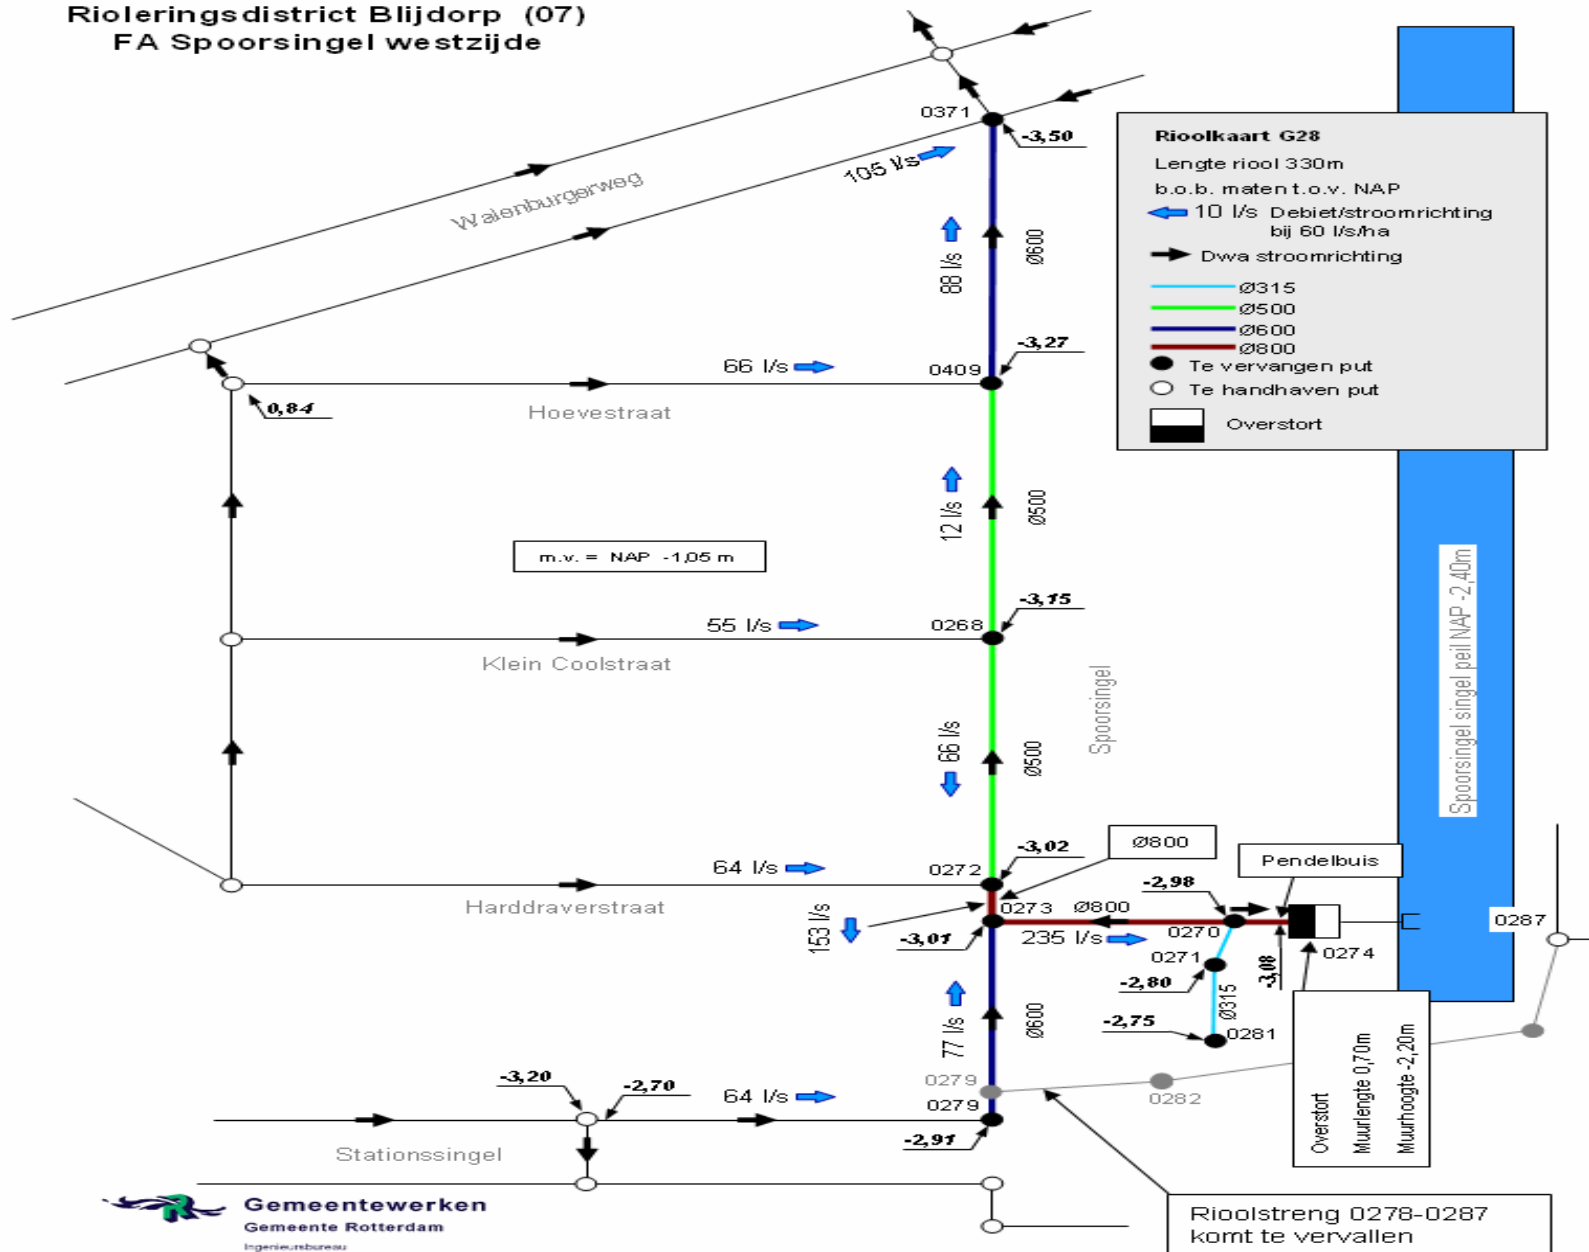 Rioleringsdistrict Blijdorp (07)
FA Spoorsingel westzijde
0371
-3,50
105 l/s
Walenburgerweg
88 l/s
Ø600
Rioolkaart G28
Lengte riool 330m
b.o.b. maten t.o.v. NAP
10 l/s Debiet/stroomrichting
bij 60 l/s/ha
Dwa stroomrichting
Ø315
Ø500
Ø600
Ø800
Te vervangen put
Te handhaven put
Overstort
66 l/s
0409
-3,27
0,84
Hoevestraat
12 l/s
Ø500
m.v. = NAP -1,05 m
Spoorsingel singel peil NAP -2,40m
55 l/s
0268
-3,15
Klein Coolstraat
Spoorsingel
66 l/s
Ø500
64 l/s
0272
-3,02
Ø800
Pendelbuis
Harddraverstraat
153 l/s
0273
Ø800
-2,98
-3,01
235 l/s
0270
0274
0287
0271
-2,80
-3,08
Ø315
-2,75
0281
77 l/s
Ø600
Overstort
Muurlengte 0,70m
Muurhoogte -2,20m
0279
0282
-3,20
-2,70
64 l/s
0279
-2,91
Stationssingel
Gemeentewerken
Gemeente Rotterdam
Ingenieursbureau
Rioolstreng 0278-0287
komt te vervallen